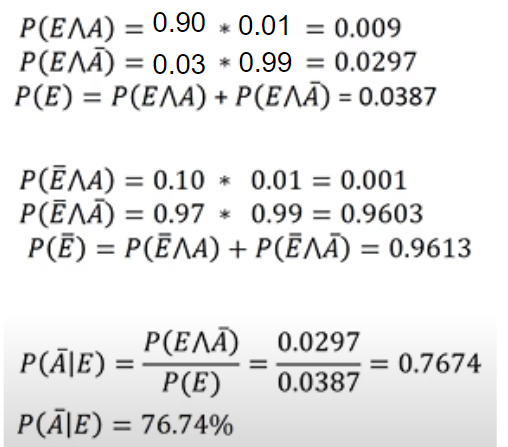 P(E∧A) = 0.90 * 0.01 = 0.009
P(E∧Ā) = 0.03 * 0.99 = 0.0297
P(E) = P(E∧A) + P(E∧Ā) = 0.0387
P(Ē∧A) = 0.10 * 0.01 = 0.001
P(Ē∧Ā) = 0.97 * 0.99 = 0.9603
P(Ē) = P(Ē∧A) + P(Ē∧Ā) = 0.9613
P(Ā|E) = P(E∧Ā)/P(E) = 0.0297/0.0387 = 0.7674
P(Ā|E) = 76.74%